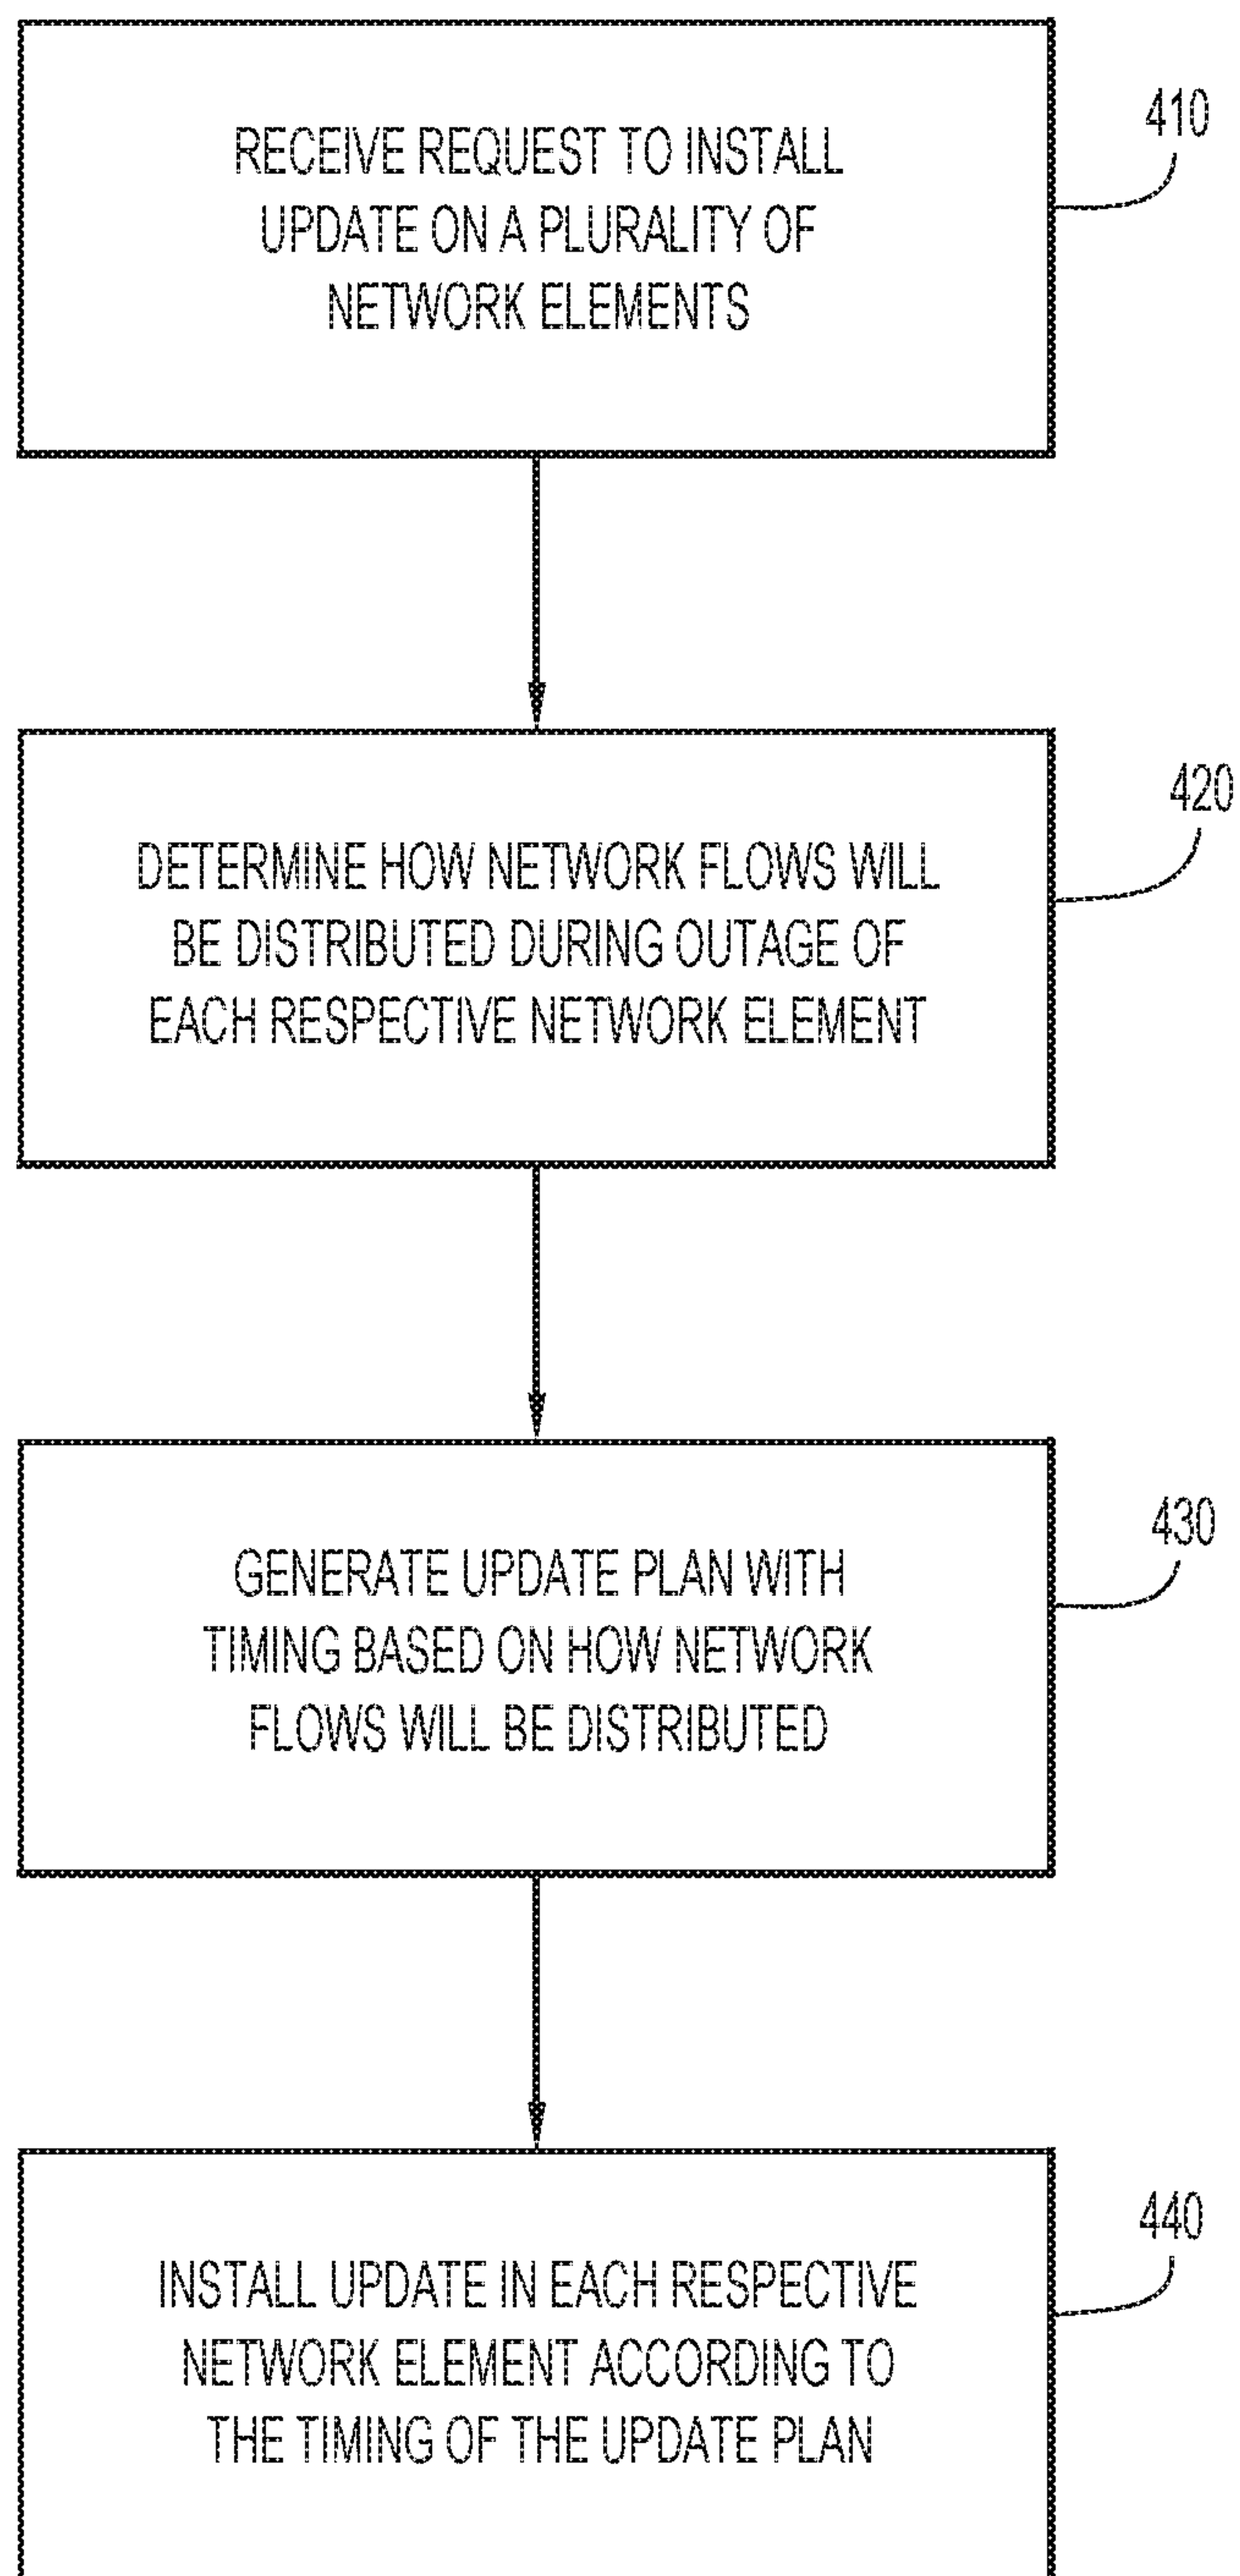 RECEIVE REQUEST TO INSTALL
UPDATE ON A PLURALITY OF
NETWORK ELEMENTS
410
DETERMINE HOW NETWORK FLOWS WILL
BE DISTRIBUTED DURING OUTAGE OF
EACH RESPECTIVE NETWORK ELEMENT
420
GENERATE UPDATE PLAN WITH
TIMING BASED ON HOW NETWORK
FLOWS WILL BE DISTRIBUTED
430
INSTALL UPDATE IN EACH RESPECTIVE
NETWORK ELEMENT ACCORDING TO
THE TIMING OF THE UPDATE PLAN
440